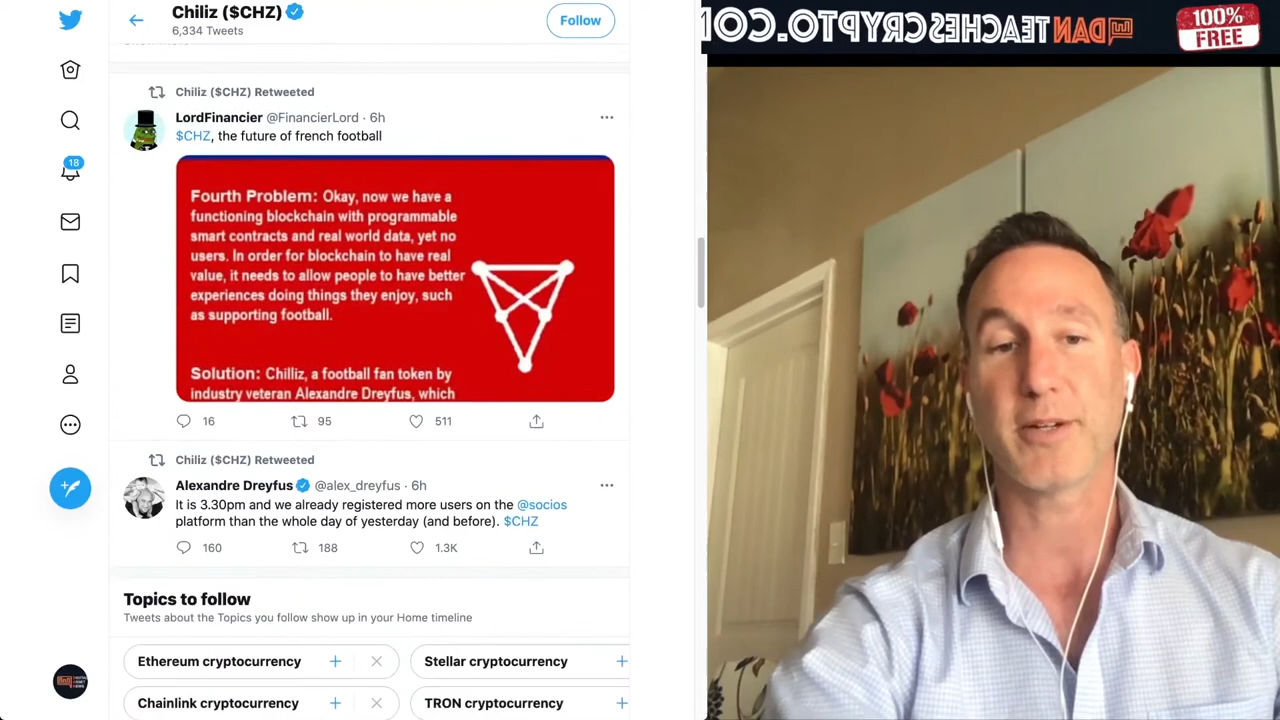 Chiliz ($CHZ)
6,334 Tweets
Follow
Chiliz ($CHZ) Retweeted
LordFinancier @FinancierLord · 6h
$CHZ, the future of french football
Fourth Problem: Okay, now we have a
functioning blockchain with programmable
smart contracts and real world data, yet no
users. In order for blockchain to have real
value, it needs to allow people to have better
experiences doing things they enjoy, such
as supporting football.
Solution: Chilliz, a football fan token by
industry veteran Alexandre Dreyfus, which
16 95 511
Chiliz ($CHZ) Retweeted
Alexandre Dreyfus @alex_dreyfus · 6h
It is 3.30pm and we already registered more users on the @socios
platform than the whole day of yesterday (and before). $CHZ
160 188 1.3K
Topics to follow
Tweets about the Topics you follow show up in your Home timeline
Ethereum cryptocurrency
Stellar cryptocurrency
Chainlink cryptocurrency
TRON cryptocurrency
18
DAN TEACHES CRYPTO.CO
100%
FREE